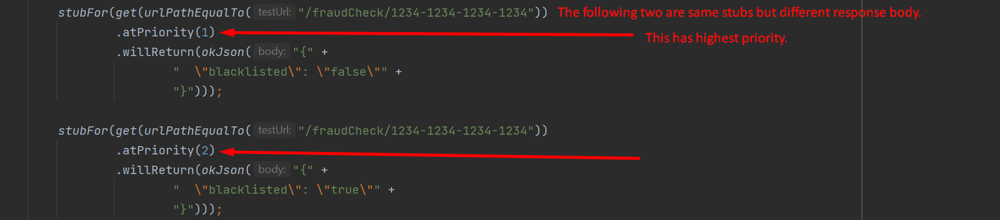 stubFor(get(urlPathEqualTo( testUrl: "/fraudCheck/1234-1234-1234-1234")) The following two are same stubs but different response body.
.atPriority(1) This has highest priority.
.willReturn(okJson( body: "{" +
"  \"blacklisted\": \"false\"" +
"}")));
stubFor(get(urlPathEqualTo( testUrl: "/fraudCheck/1234-1234-1234-1234"))
.atPriority(2)
.willReturn(okJson( body: "{" +
"  \"blacklisted\": \"true\"" +
"}")));